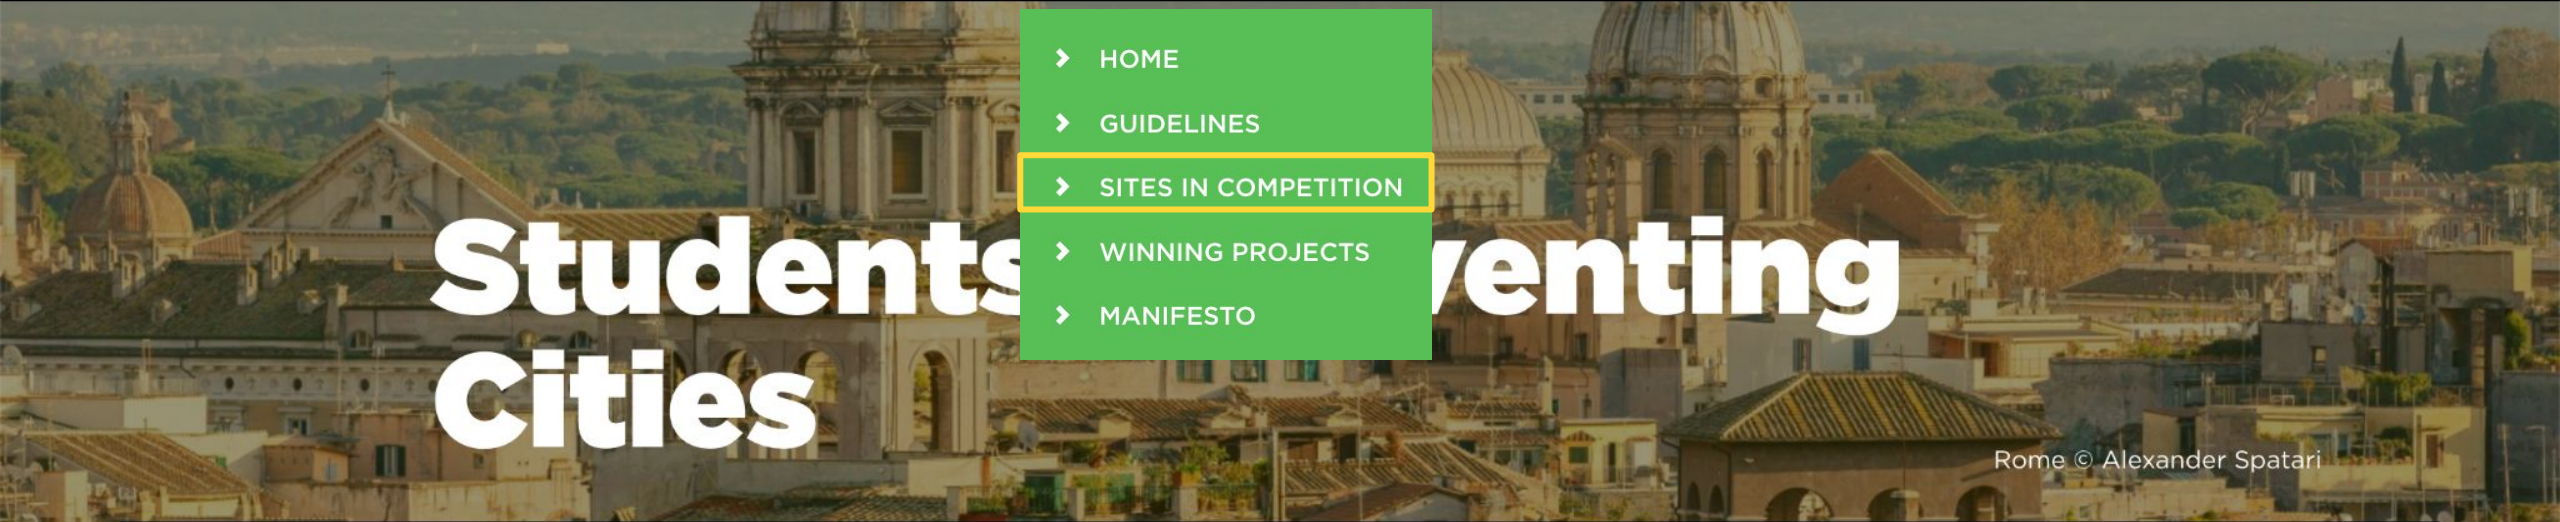 HOME
GUIDELINES
SITES IN COMPETITION
WINNING PROJECTS
MANIFESTO
Students venting
Cities
Rome © Alexander Spatari